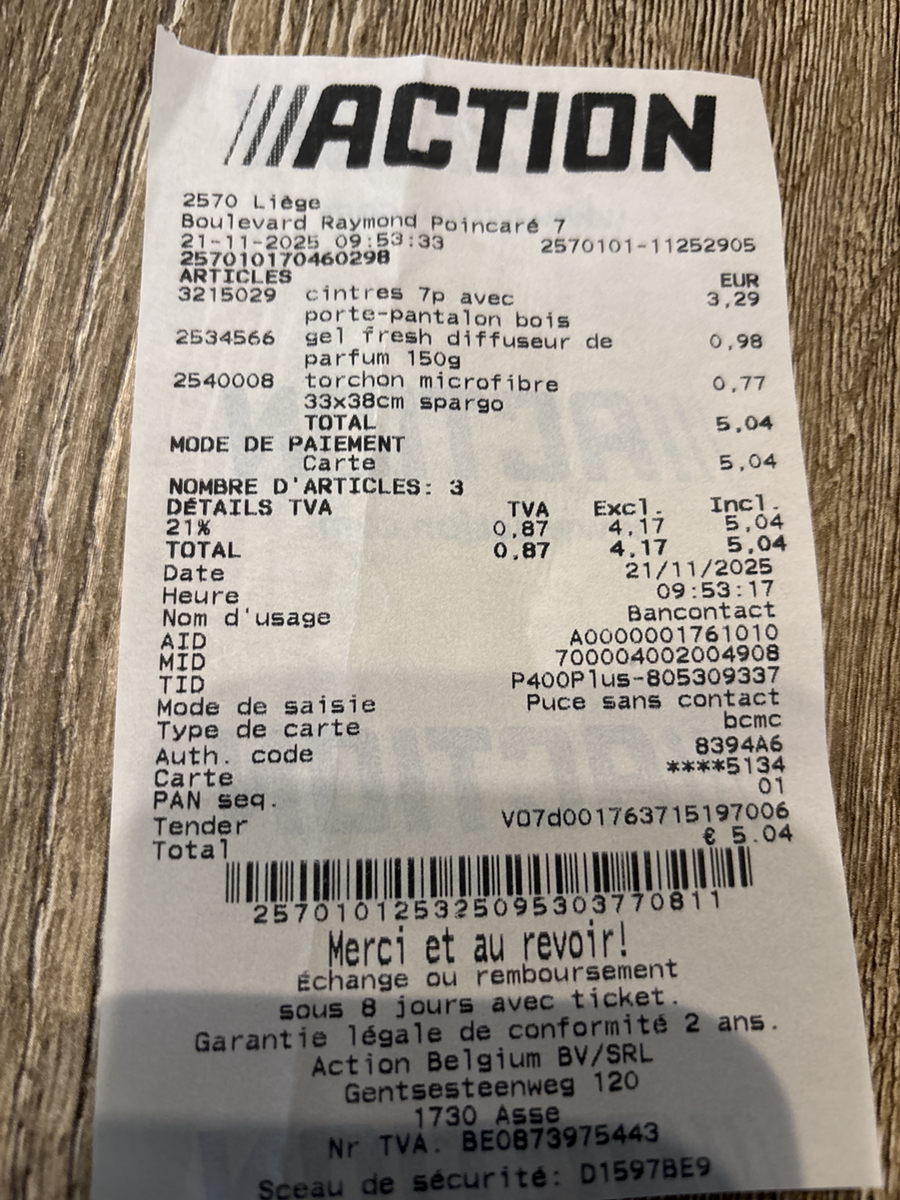 ///ACTION
2570 Liège
Boulevard Raymond Poincaré 7
21-11-2025 09:53:33 2570101-11252905
257010170460298
ARTICLES EUR
3215029 cintres 7p avec 3,29
porte-pantalon bois
2534566 gel fresh diffuseur de 0,98
parfum 150g
2540008 torchon microfibre 0,77
33x38cm spargo
TOTAL 5,04
MODE DE PAIEMENT
Carte 5,04
NOMBRE D'ARTICLES: 3
DÉTAILS TVA TVA Excl. Incl.
21% 0,87 4,17 5,04
TOTAL 0,87 4,17 5,04
Date 21/11/2025
Heure 09:53:17
Nom d'usage Bancontact
AID A0000001761010
MID 700004002004908
TID P400Plus-805309337
Mode de saisie Puce sans contact
Type de carte bcmc
Auth. code 8394A6
Carte ****5134
PAN seq. 01
Tender V07d001763715197006
Total € 5.04
257010125325095303770811
Merci et au revoir!
Échange ou remboursement
sous 8 jours avec ticket.
Garantie légale de conformité 2 ans.
Action Belgium BV/SRL
Gentsesteenweg 120
1730 Asse
Nr TVA. BE0873975443
Sceau de sécurité: D1597BE9